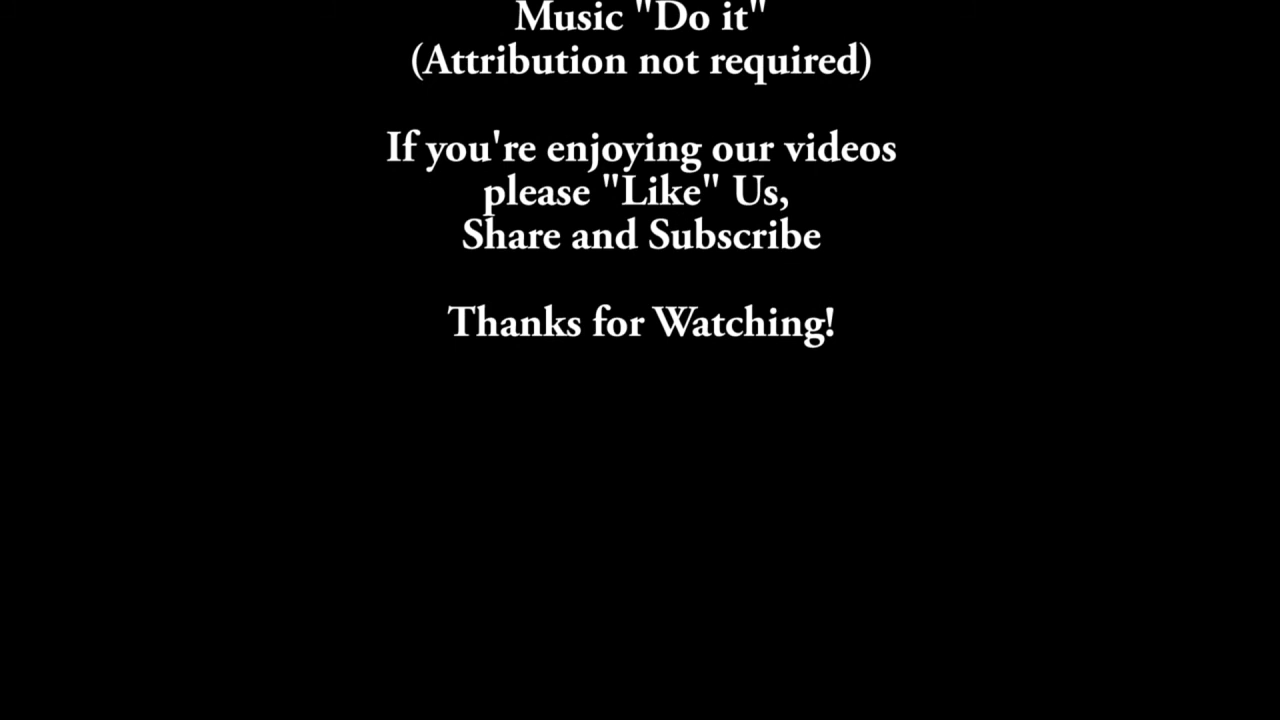 Music "Do it"
(Attribution not required)
If you're enjoying our videos
please "Like" Us,
Share and Subscribe
Thanks for Watching!